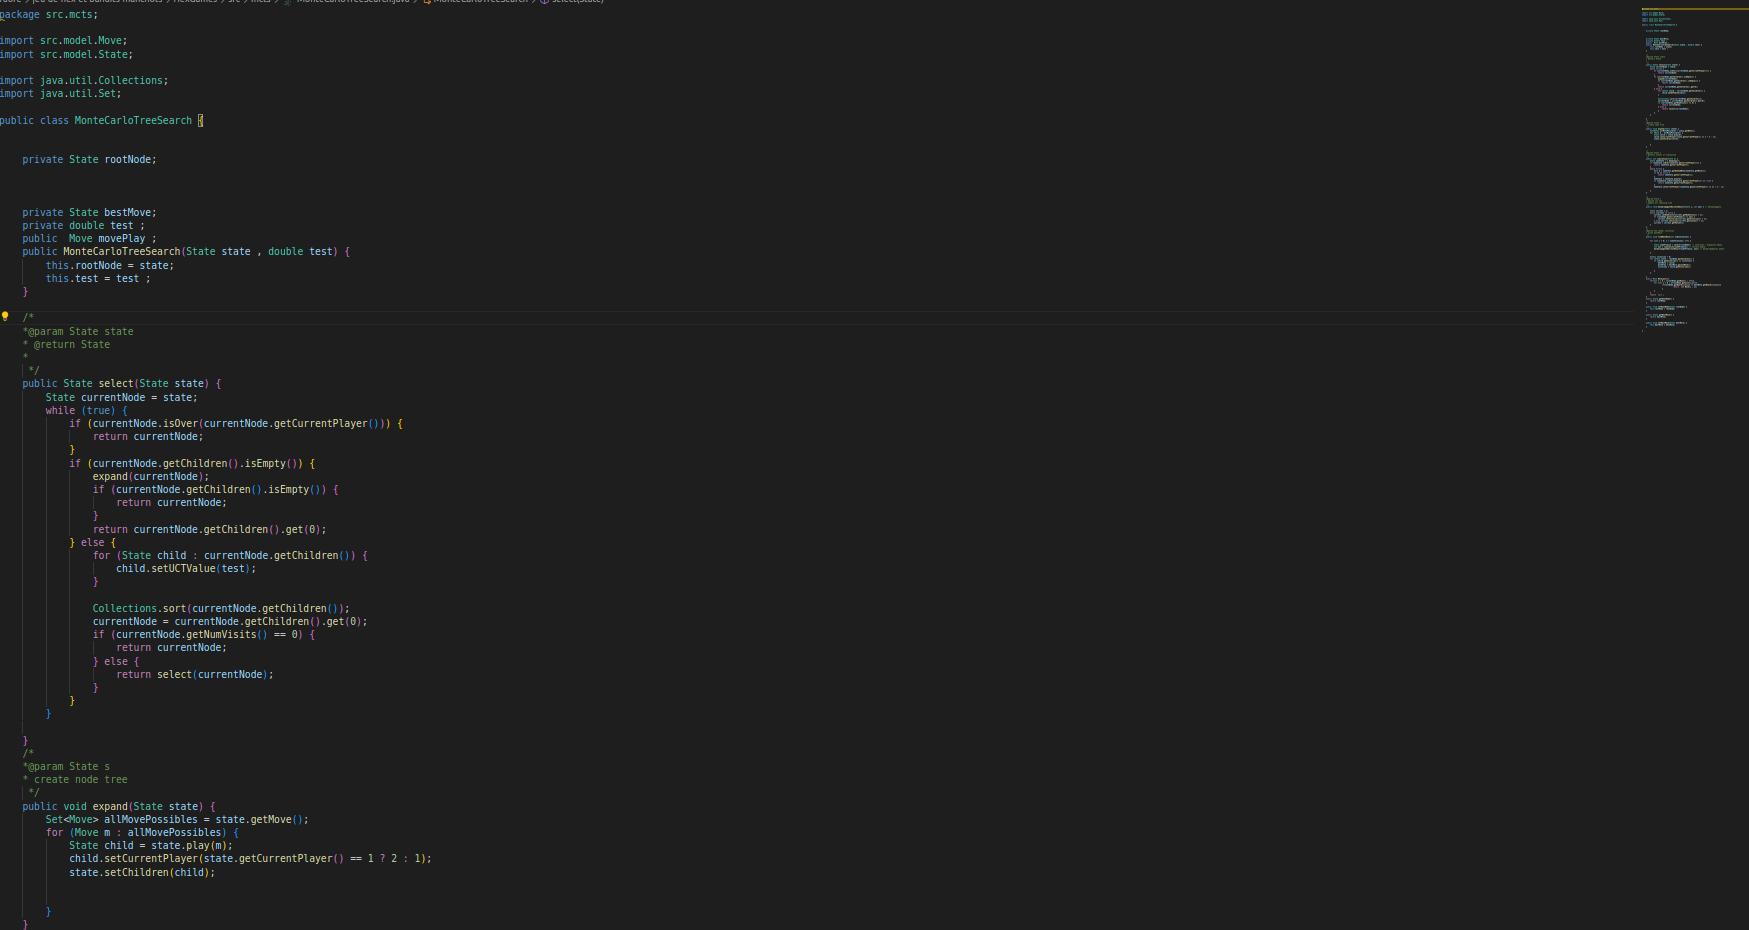 package src.mcts;
import src.model.Move;
import src.model.State;
import java.util.Collections;
import java.util.Set;
public class MonteCarloTreeSearch {
private State rootNode;
private State bestMove;
private double test ;
public  Move movePlay ;
public MonteCarloTreeSearch(State state , double test) {
this.rootNode = state;
this.test = test ;
}
/*
*@param State state
* @return State
*
*/
public State select(State state) {
State currentNode = state;
while (true) {
if (currentNode.isOver(currentNode.getCurrentPlayer())) {
return currentNode;
}
if (currentNode.getChildren().isEmpty()) {
expand(currentNode);
if (currentNode.getChildren().isEmpty()) {
return currentNode;
}
return currentNode.getChildren().get(0);
} else {
for (State child : currentNode.getChildren()) {
child.setUCTValue(test);
}
Collections.sort(currentNode.getChildren());
currentNode = currentNode.getChildren().get(0);
if (currentNode.getNumVisits() == 0) {
return currentNode;
} else {
return select(currentNode);
}
}
}
}
/*
*@param State s
* create node tree
*/
public void expand(State state) {
Set<Move> allMovePossibles = state.getMove();
for (Move m : allMovePossibles) {
State child = state.play(m);
child.setCurrentPlayer(state.getCurrentPlayer() == 1 ? 2 : 1);
state.setChildren(child);
}
}